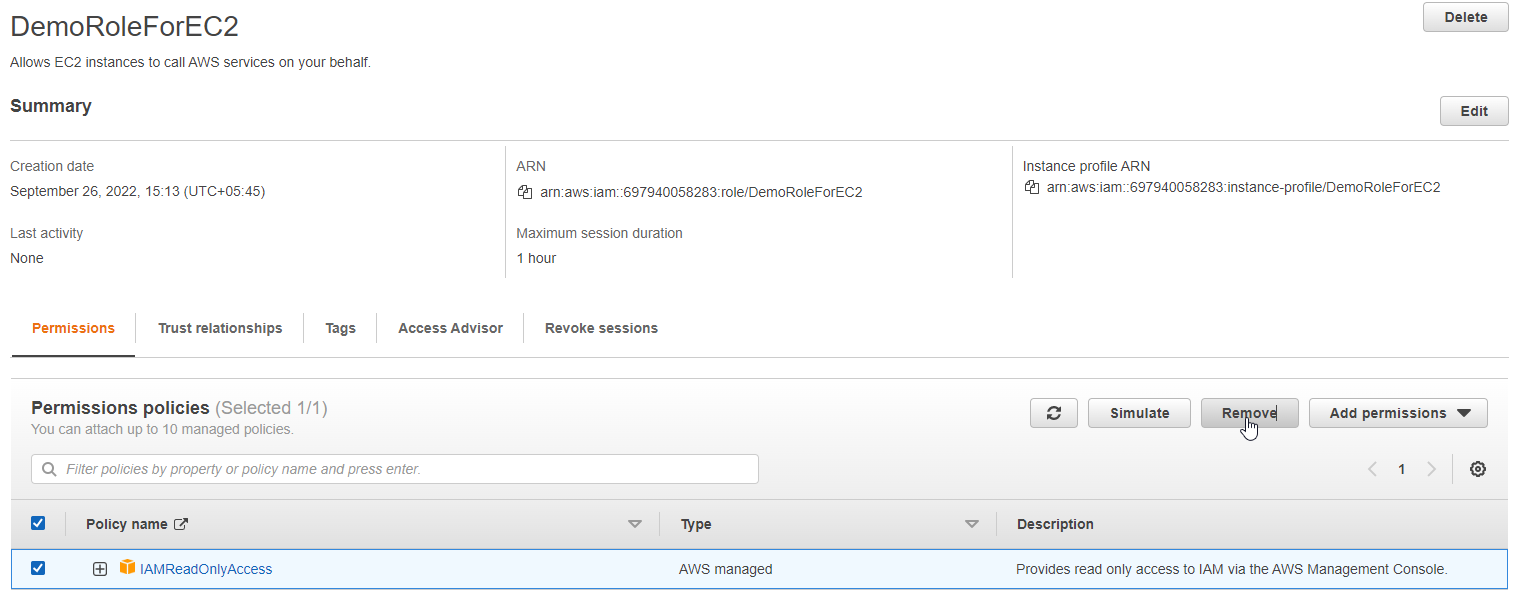 DemoRoleForEC2
Delete
Allows EC2 instances to call AWS services on your behalf.
Summary
Edit
Creation date
September 26, 2022, 15:13 (UTC+05:45)
ARN
arn:aws:iam::697940058283:role/DemoRoleForEC2
Instance profile ARN
arn:aws:iam::697940058283:instance-profile/DemoRoleForEC2
Last activity
None
Maximum session duration
1 hour
Permissions Trust relationships Tags Access Advisor Revoke sessions
Permissions policies (Selected 1/1)
You can attach up to 10 managed policies.
Simulate Remove Add permissions
Filter policies by property or policy name and press enter.
1
Policy name Type Description
IAMReadOnlyAccess AWS managed Provides read only access to IAM via the AWS Management Console.